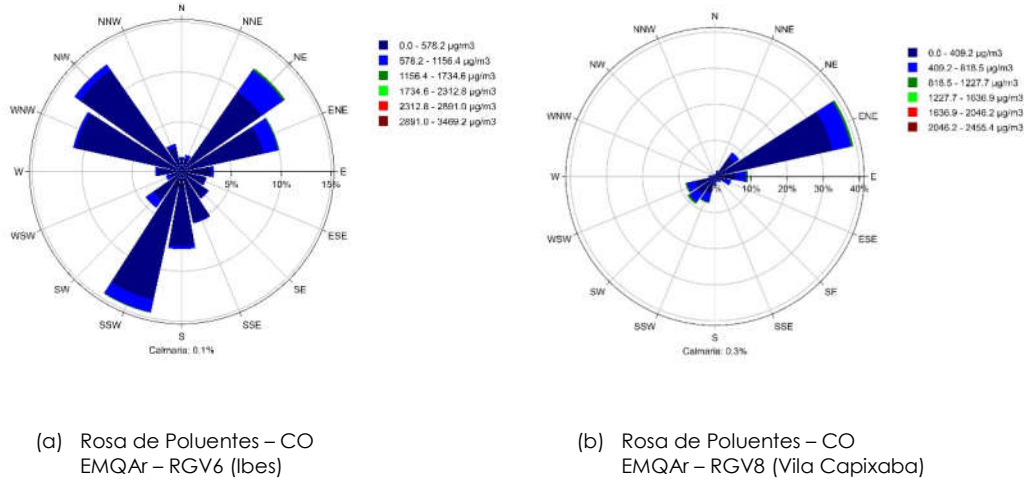 N
NNW
NNE
NW
NE
WNW
ENE
W
5%
10%
E
15%
WSW
ESE
SW
SE
SSW
SSE
S
Calmaria: 0.1%
0.0 - 578.2 µg/m3
578.2 - 1156.4 µg/m3
1156.4 - 1734.6 µg/m3
1734.6 - 2312.8 µg/m3
2312.8 - 2891.0 µg/m3
2891.0 - 3469.2 µg/m3
N
NNW
NNE
NW
NE
WNW
ENE
W
10%
20%
30%
E
40%
WSW
ESE
SW
SE
SSW
SSE
S
Calmaria: 0.3%
0.0 - 409.2 µg/m3
409.2 - 818.5 µg/m3
818.5 - 1227.7 µg/m3
1227.7 - 1636.9 µg/m3
1636.9 - 2046.2 µg/m3
2046.2 - 2455.4 µg/m3
(a) Rosa de Poluentes – CO
EMQAr – RGV6 (Ibes)
(b) Rosa de Poluentes – CO
EMQAr – RGV8 (Vila Capixaba)